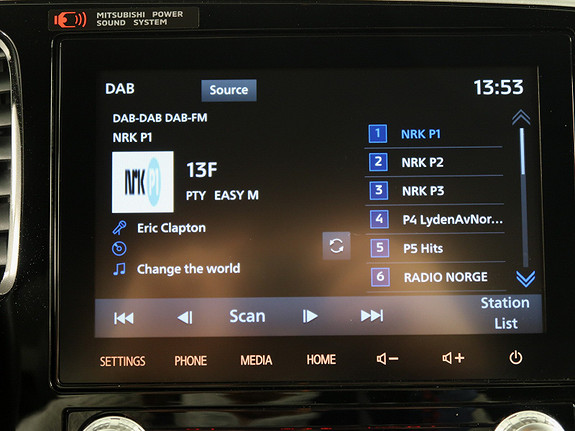 MITSUBISHI POWER
SOUND SYSTEM
DAB
Source
13:53
DAB-DAB DAB-FM
NRK P1
NRK P1
13F
PTY EASY M
Eric Clapton
Change the world
1 NRK P1
2 NRK P2
3 NRK P3
4 P4 LydenAvNor...
5 P5 Hits
6 RADIO NORGE
Scan
Station
List
SETTINGS PHONE MEDIA HOME